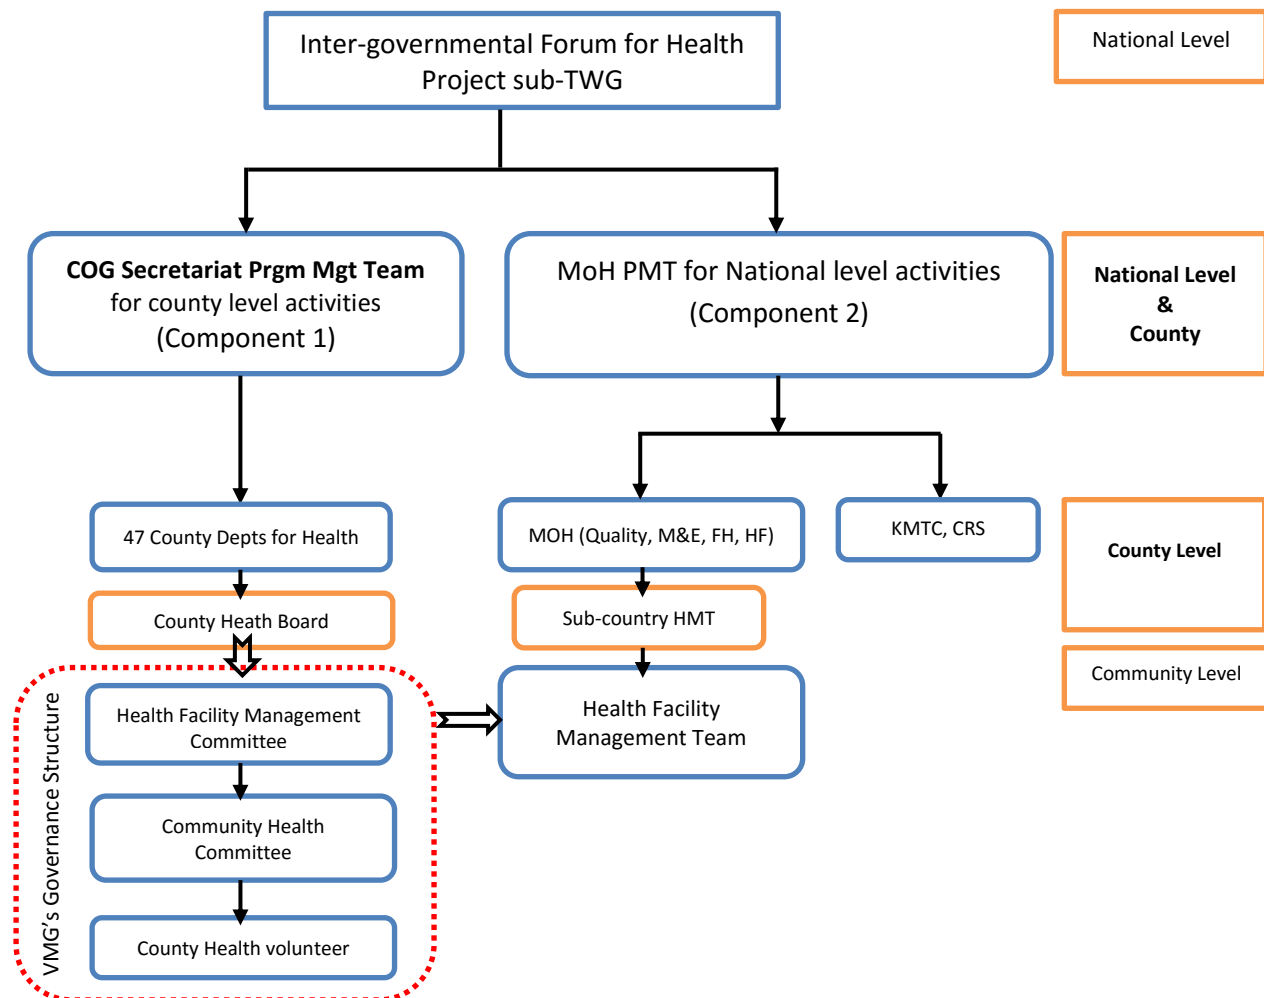 Inter-governmental Forum for Health
Project sub-TWG
National Level
COG Secretariat Prgm Mgt Team
for county level activities
(Component 1)
MoH PMT for National level activities
(Component 2)
National Level
&
County
47 County Depts for Health
MOH (Quality, M&E, FH, HF)
KMTC, CRS
County Level
County Heath Board
Sub-country HMT
Community Level
VMG's Governance Structure
Health Facility Management
Committee
Health Facility
Management Team
Community Health
Committee
County Health volunteer